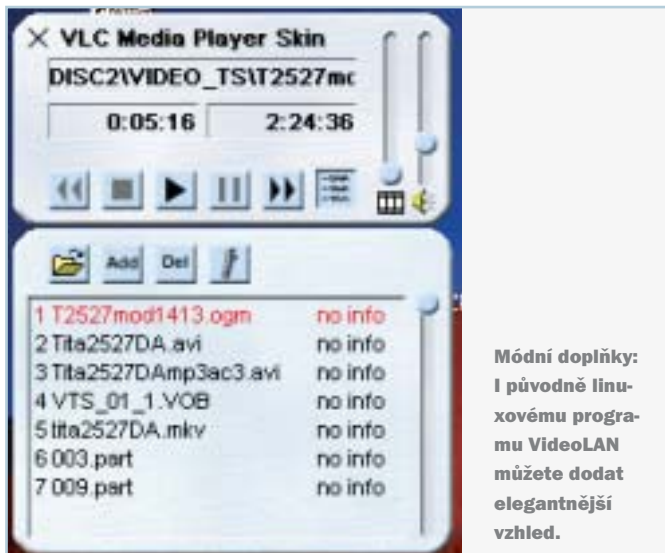 VLC Media Player Skin
DISC2\VIDEO_TS\T2527mc
0:05:16 2:24:36
Add Del
1 T2527mod1413.ogm no info
2 Tita2527DA.avi no info
3 Tita2527DAmp3ac3.avi no info
4 VTS_01_1.VOB no info
5 tita2527DA.mkv no info
6 003.part no info
7 009.part no info
Módní doplňky:
I původně linu-
xovému progra-
mu VideoLAN
můžete dodat
elegantnější
vzhled.